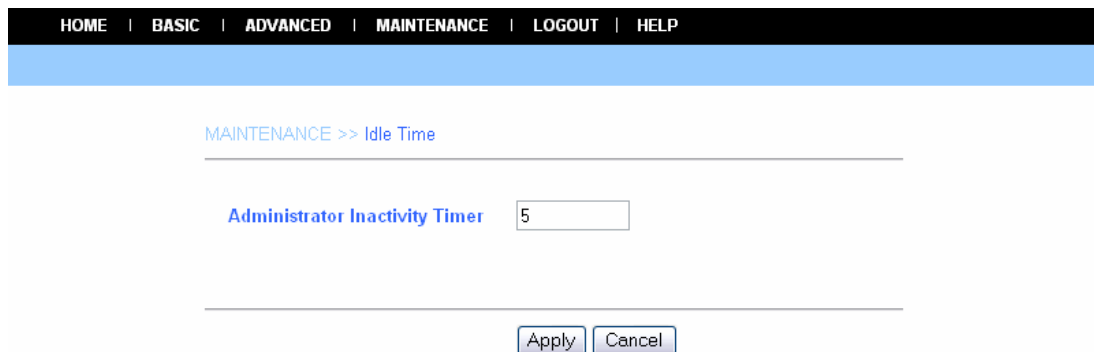 HOME | BASIC | ADVANCED | MAINTENANCE | LOGOUT | HELP
MAINTENANCE >> Idle Time
Administrator Inactivity Timer 5
Apply Cancel